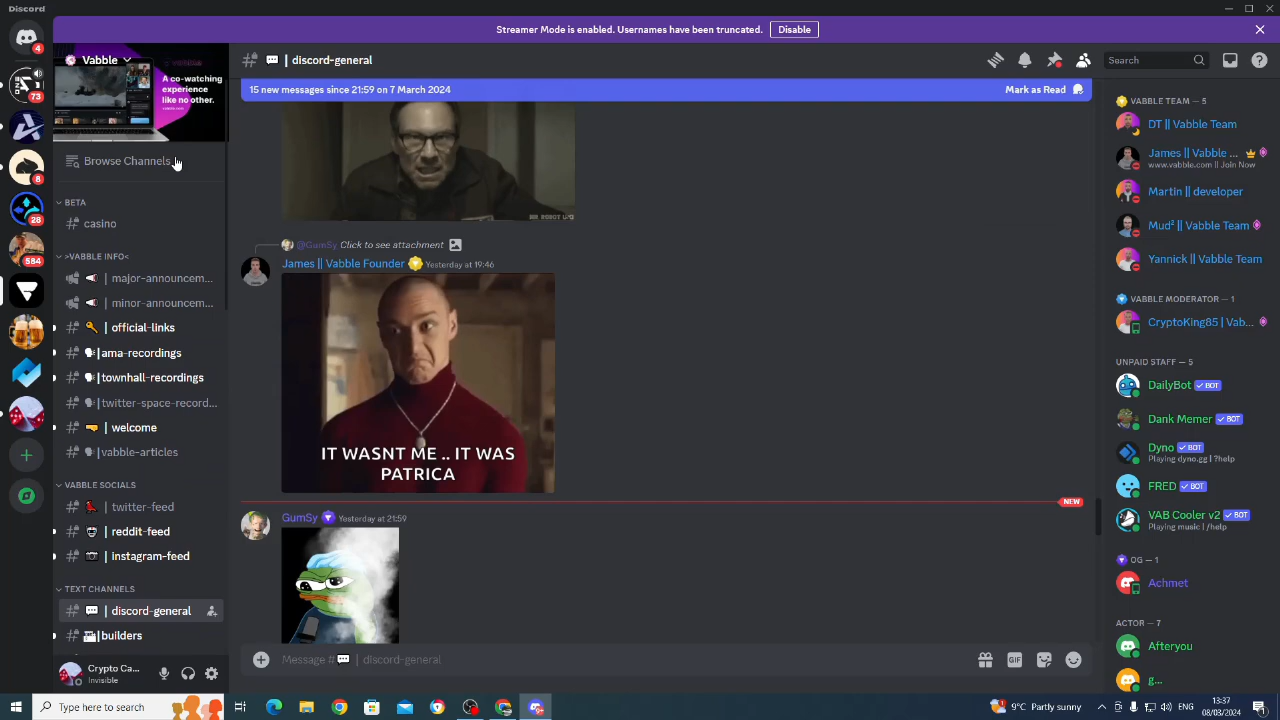 Discord
Streamer Mode is enabled. Usernames have been truncated.
Disable
4
73
8
28
584
Vabble
A co-watching
experience
like no other.
Browse Channels
BETA
casino
>VABBLE INFO<
| major-announcem...
| minor-announcem...
| official-links
| ama-recordings
| townhall-recordings
| twitter-space-record...
| welcome
| vabble-articles
VABBLE SOCIALS
| twitter-feed
| reddit-feed
| instagram-feed
TEXT CHANNELS
| discord-general
| builders
Crypto Ca...
Invisible
| discord-general
Search
15 new messages since 21:59 on 7 March 2024
Mark as Read
@GumSy Click to see attachment
James || Vabble Founder Yesterday at 19:46
IT WASNT ME .. IT WAS
PATRICA
NEW
GumSy Yesterday at 21:59
Message # | discord-general
GIF
VABBLE TEAM — 5
DT || Vabble Team
James || Vabble ...
www.vabble.com || Join Now
Martin || developer
Mud² || Vabble Team
Yannick || Vabble Team
VABBLE MODERATOR — 1
CryptoKing85 || Vab...
UNPAID STAFF — 5
DailyBot BOT
Dank Memer BOT
Dyno BOT
Playing dyno.gg | ?help
FRED BOT
VAB Cooler v2 BOT
Playing music | /help
OG — 1
Achmet
ACTOR — 7
Afteryou
g...
Type here to search
1
9°C Partly sunny
ENG
13:37
08/03/2024
1